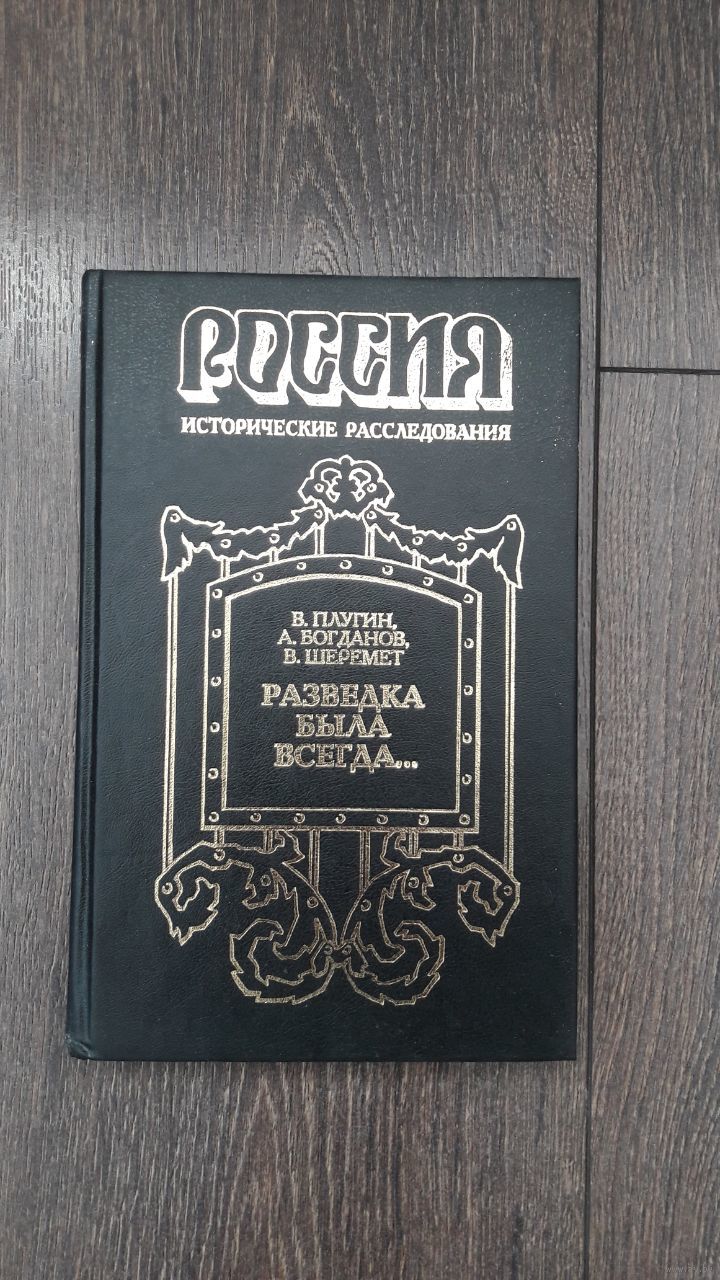 РОССИЯ
ИСТОРИЧЕСКИЕ РАССЛЕДОВАНИЯ
В. ПЛУГИН,
А. БОГДАНОВ,
В. ШЕРЕМЕТ
РАЗВЕДКА
БЫЛА
ВСЕГДА...